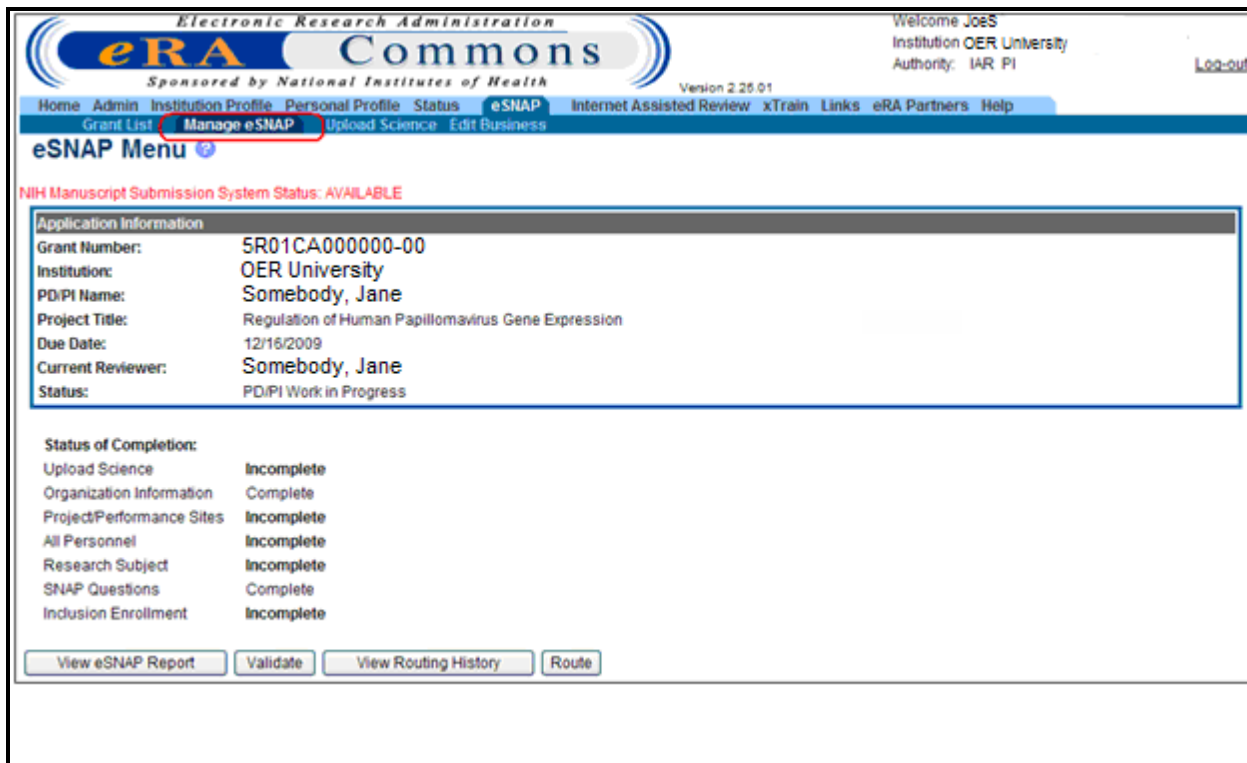 Electronic Research Administration
eRA Commons
Sponsored by National Institutes of Health
Version 2.26.01
Welcome JoeS
Institution OER University
Authority: IAR PI
Log-out
Home Admin Institution Profile Personal Profile Status eSNAP Internet Assisted Review xTrain Links eRA Partners Help
Grant List Manage eSNAP Upload Science Edit Business
eSNAP Menu ?
NIH Manuscript Submission System Status: AVAILABLE
Application Information
Grant Number: 5R01CA000000-00
Institution: OER University
PD/PI Name: Somebody, Jane
Project Title: Regulation of Human Papillomavirus Gene Expression
Due Date: 12/16/2009
Current Reviewer: Somebody, Jane
Status: PD/PI Work in Progress
Status of Completion:
Upload Science Incomplete
Organization Information Complete
Project/Performance Sites Incomplete
All Personnel Incomplete
Research Subject Incomplete
SNAP Questions Complete
Inclusion Enrollment Incomplete
View eSNAP Report Validate View Routing History Route